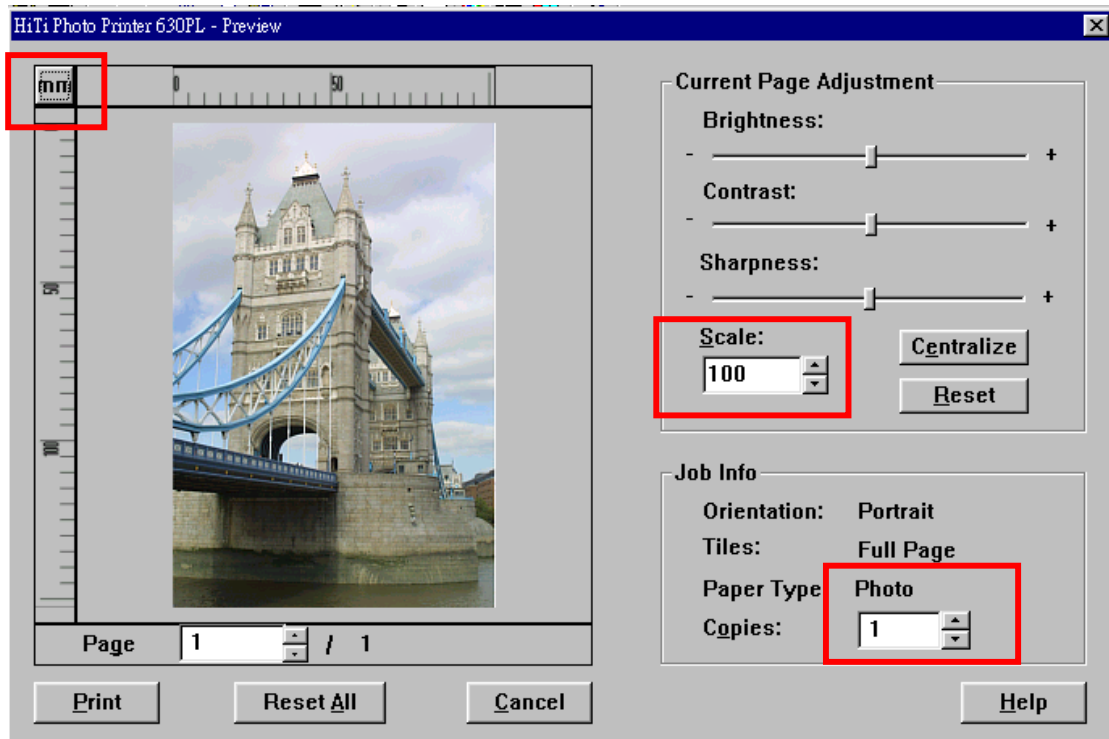 HiTi Photo Printer 630PL - Preview
mm
0 50
50
100
Page 1 / 1
Print Reset All Cancel
Current Page Adjustment
Brightness:
- +
Contrast:
- +
Sharpness:
- +
Scale:
100
Centralize
Reset
Job Info
Orientation: Portrait
Tiles: Full Page
Paper Type Photo
Copies: 1
Help